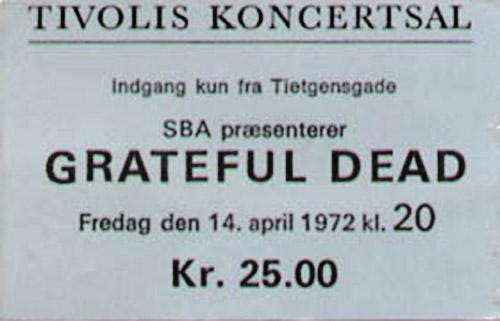 TIVOLIS KONCERTSAL
Indgang kun fra Tietgensgade
SBA præsenterer
GRATEFUL DEAD
Fredag den 14. april 1972 kl. 20
Kr. 25.00